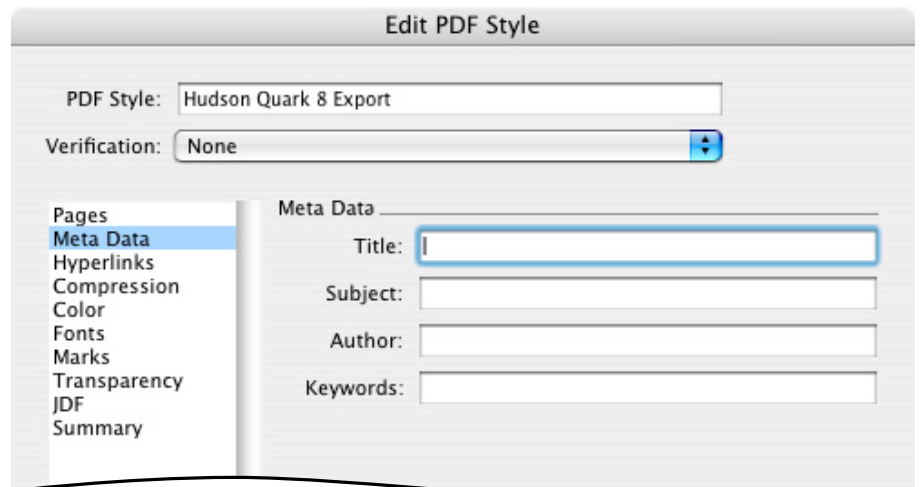 Edit PDF Style
PDF Style: Hudson Quark 8 Export
Verification: None
Pages
Meta Data
Hyperlinks
Compression
Color
Fonts
Marks
Transparency
JDF
Summary
Meta Data
Title:
Subject:
Author:
Keywords: